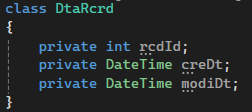 class DtaRcrd
{
    private int rcdId;
    private DateTime creDt;
    private DateTime modiDt;
}